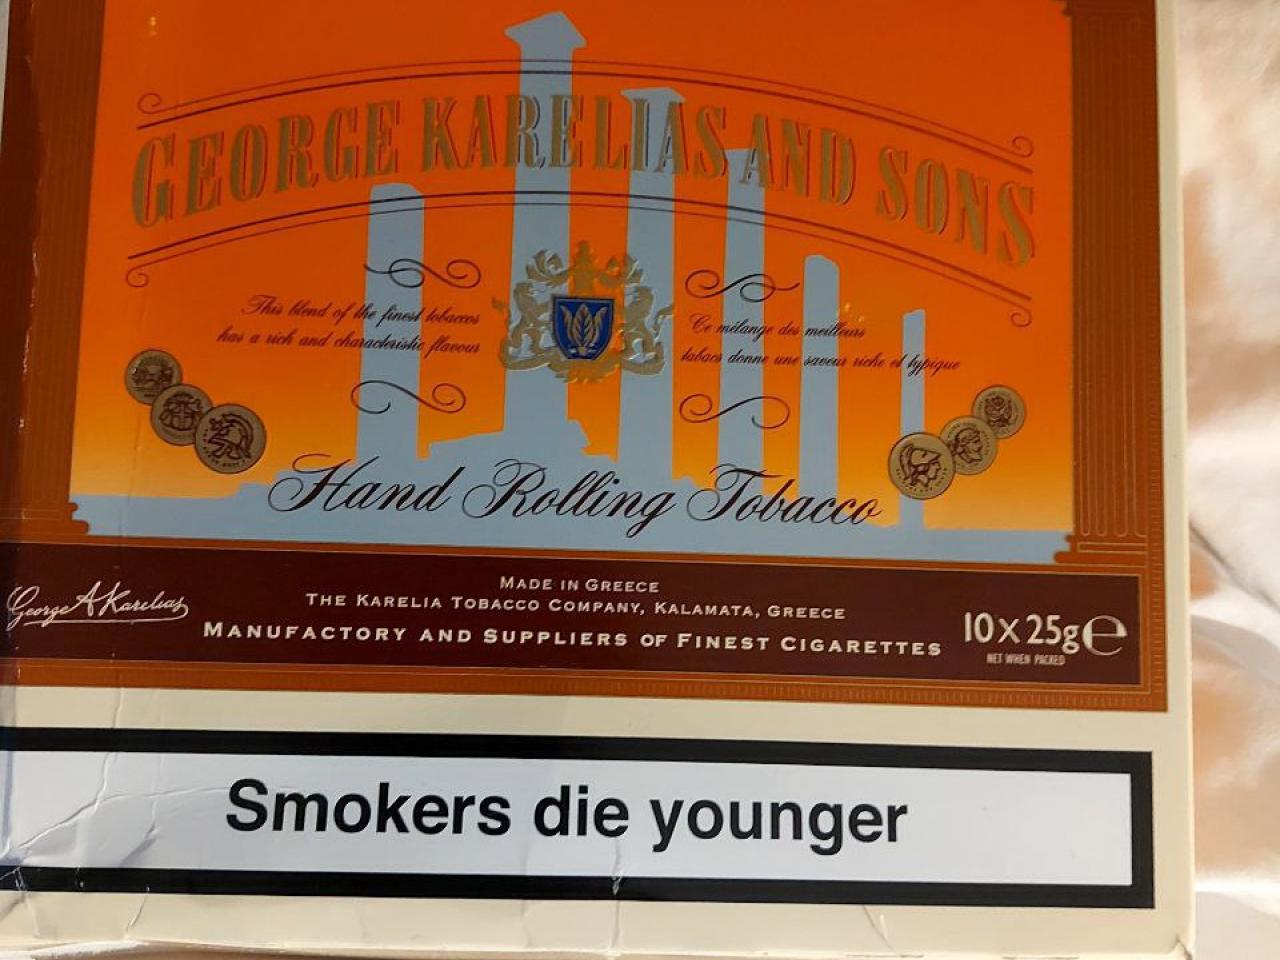 GEORGE KARELIAS AND SONS
This blend of the finest tobaccos
has a rich and characteristic flavour
Ce mélange des meilleurs
tabacs donne une saveur riche et typique
Hand Rolling Tobacco
George A Karelias
MADE IN GREECE
THE KARELIA TOBACCO COMPANY, KALAMATA, GREECE
MANUFACTORY AND SUPPLIERS OF FINEST CIGARETTES
10 x 25g e
NET WHEN PACKED
Smokers die younger